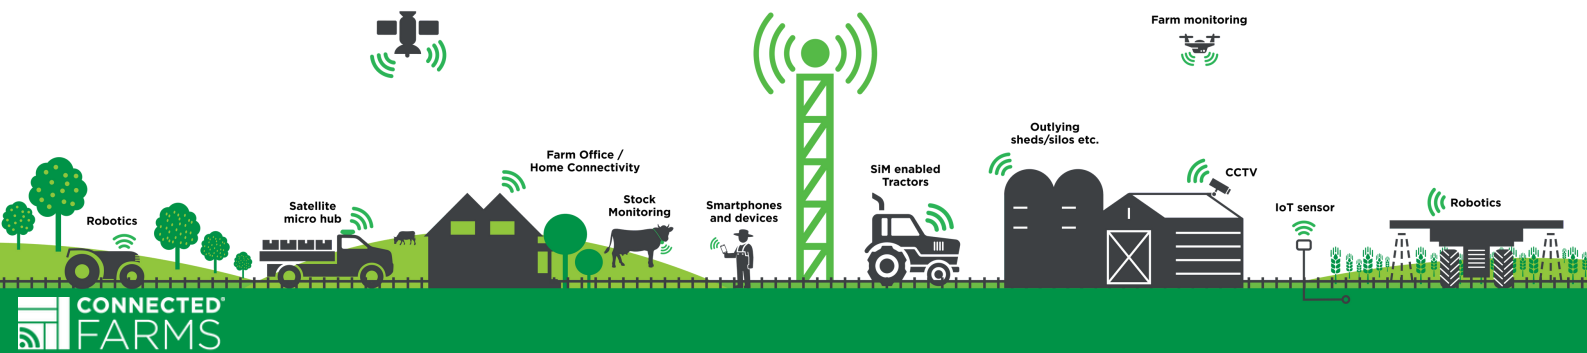 Farm monitoring
Outlying
sheds/silos etc.
Farm Office /
Home Connectivity
SiM enabled
Tractors
CCTV
Stock
Monitoring
Smartphones
and devices
Satellite
micro hub
Robotics
IoT sensor
Robotics
CONNECTED®
FARMS